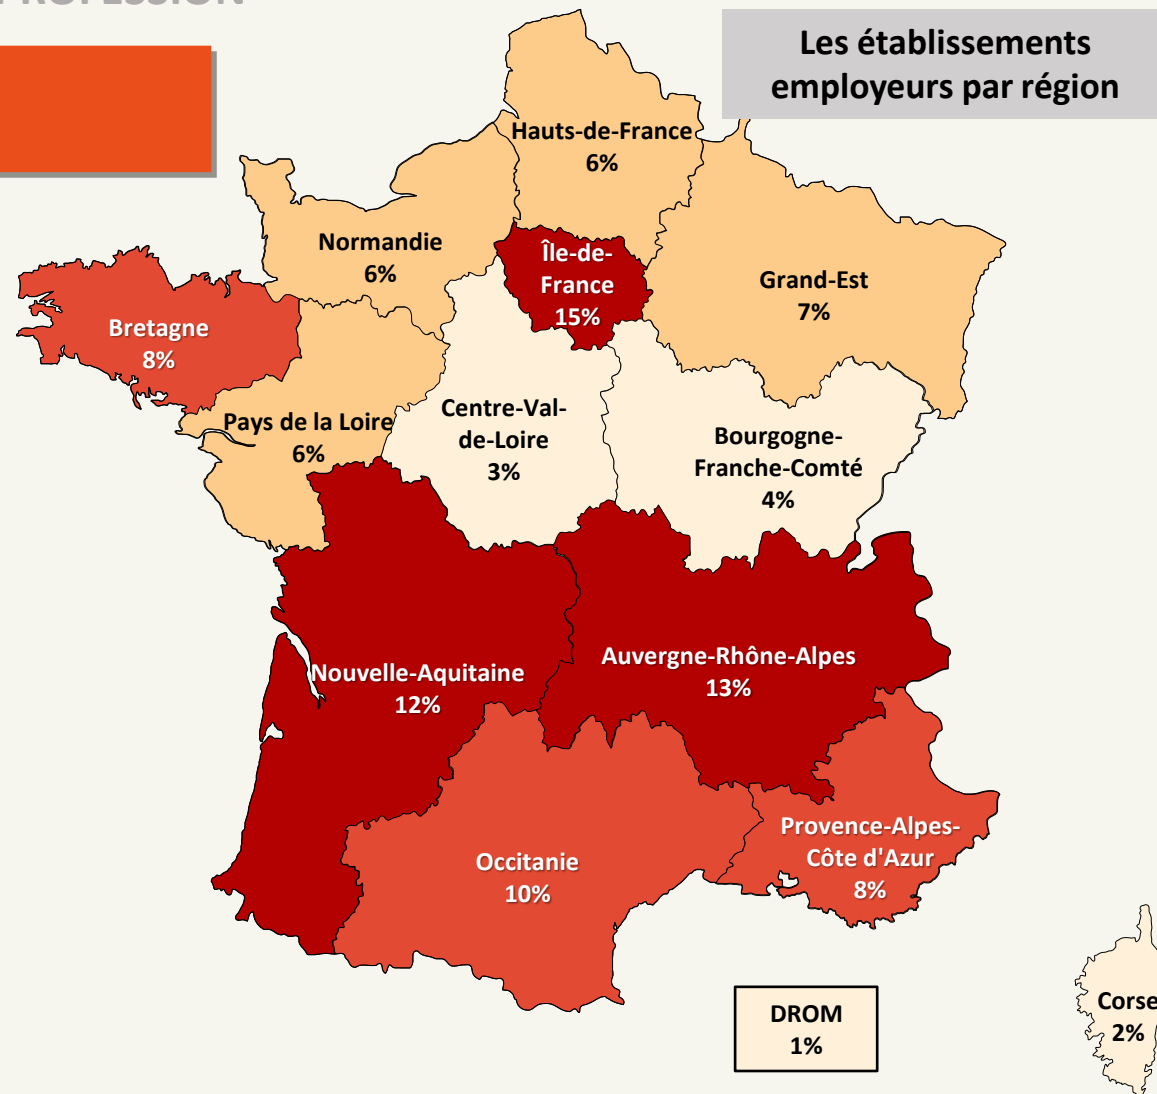 PROFESSION
Les établissements
employeurs par région
Hauts-de-France
6%
Normandie
6%
Île-de-
France
15%
Grand-Est
7%
Bretagne
8%
Pays de la Loire
6%
Centre-Val-
de-Loire
3%
Bourgogne-
Franche-Comté
4%
Nouvelle-Aquitaine
12%
Auvergne-Rhône-Alpes
13%
Occitanie
10%
Provence-Alpes-
Côte d'Azur
8%
DROM
1%
Corse
2%